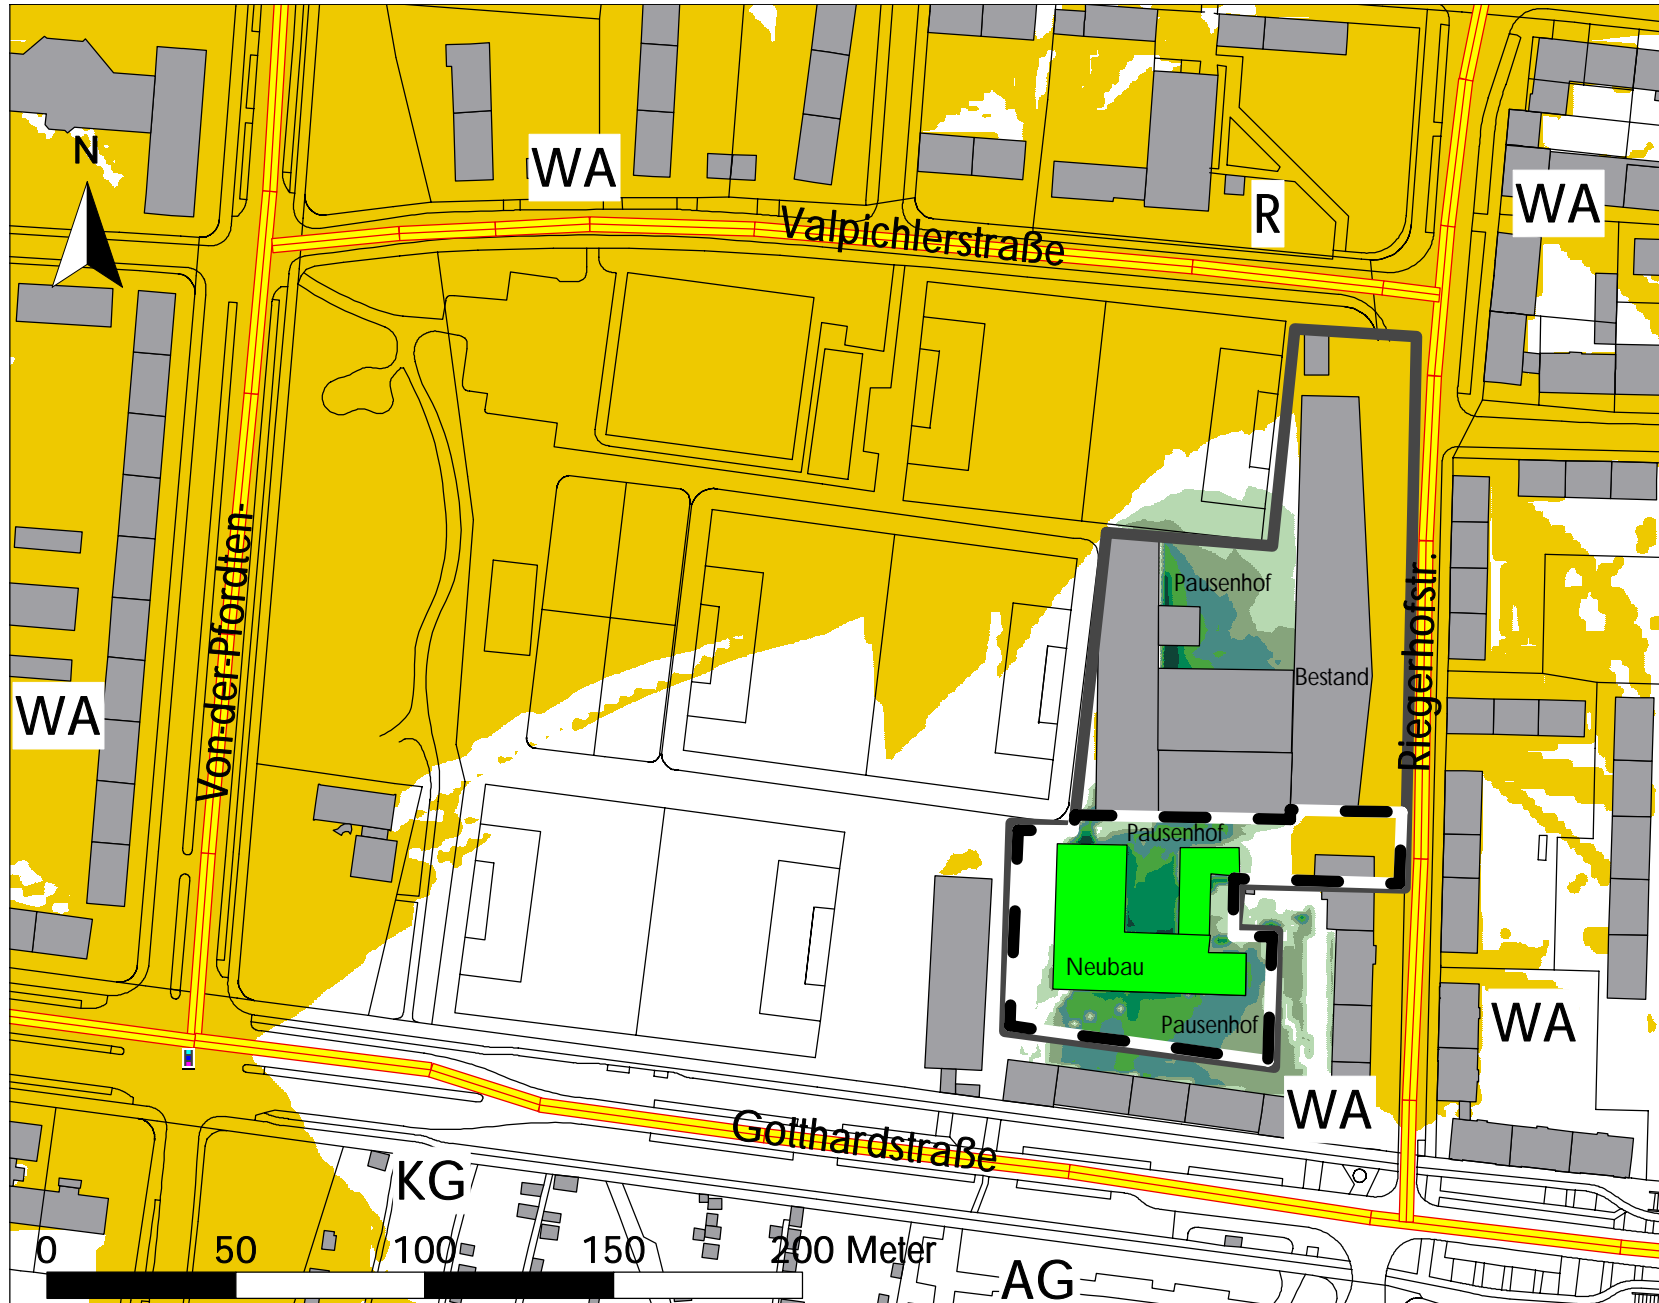 N
WA
Valpichlerstraße
R
WA
Von-der-Pfordten-
Pausenhof
Riegerhofstr.
Bestand
WA
Pausenhof
Neubau
Pausenhof
WA
WA
Gotthardstraße
KG
0 50 100 150 200 Meter
AG